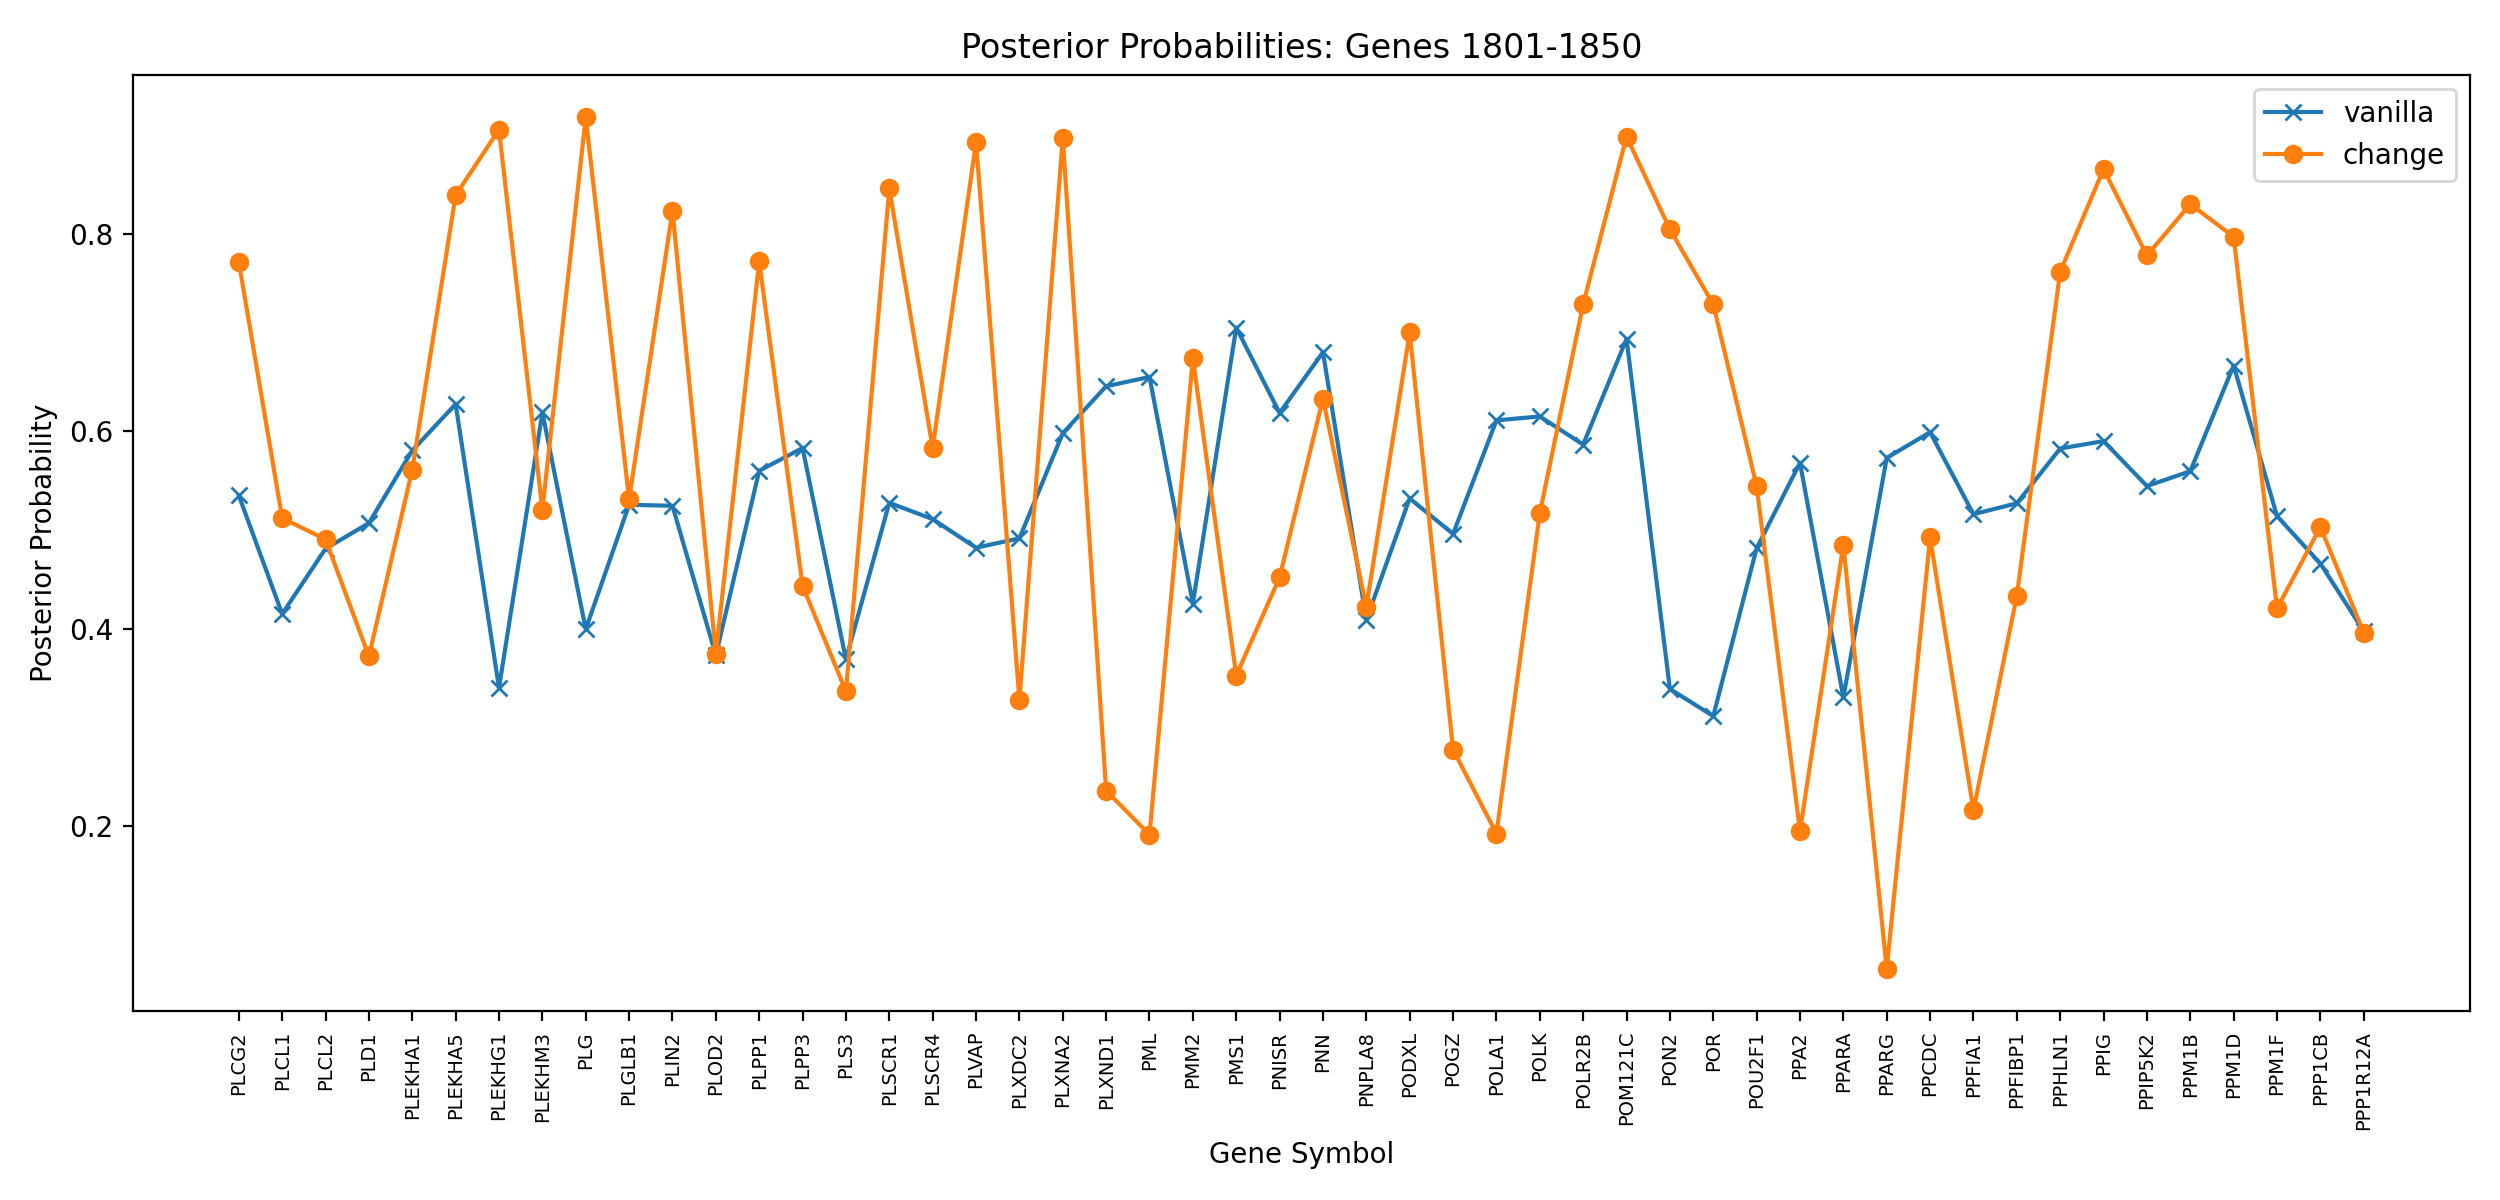 Posterior Probabilities: Genes 1801-1850
vanilla
change
Posterior Probability
0.8
0.6
0.4
0.2
PLCG2
PLCL1
PLCL2
PLD1
PLEKHA1
PLEKHA5
PLEKHG1
PLEKHM3
PLG
PLGLB1
PLIN2
PLOD2
PLPP1
PLPP3
PLS3
PLSCR1
PLSCR4
PLVAP
PLXDC2
PLXNA2
PLXND1
PML
PMM2
PMS1
PNISR
PNN
PNPLA8
PODXL
POGZ
POLA1
POLK
POLR2B
POM121C
PON2
POR
POU2F1
PPA2
PPARA
PPARG
PPCDC
PPFIA1
PPFIBP1
PPHLN1
PPIG
PPIP5K2
PPM1B
PPM1D
PPM1F
PPP1CB
PPP1R12A
Gene Symbol